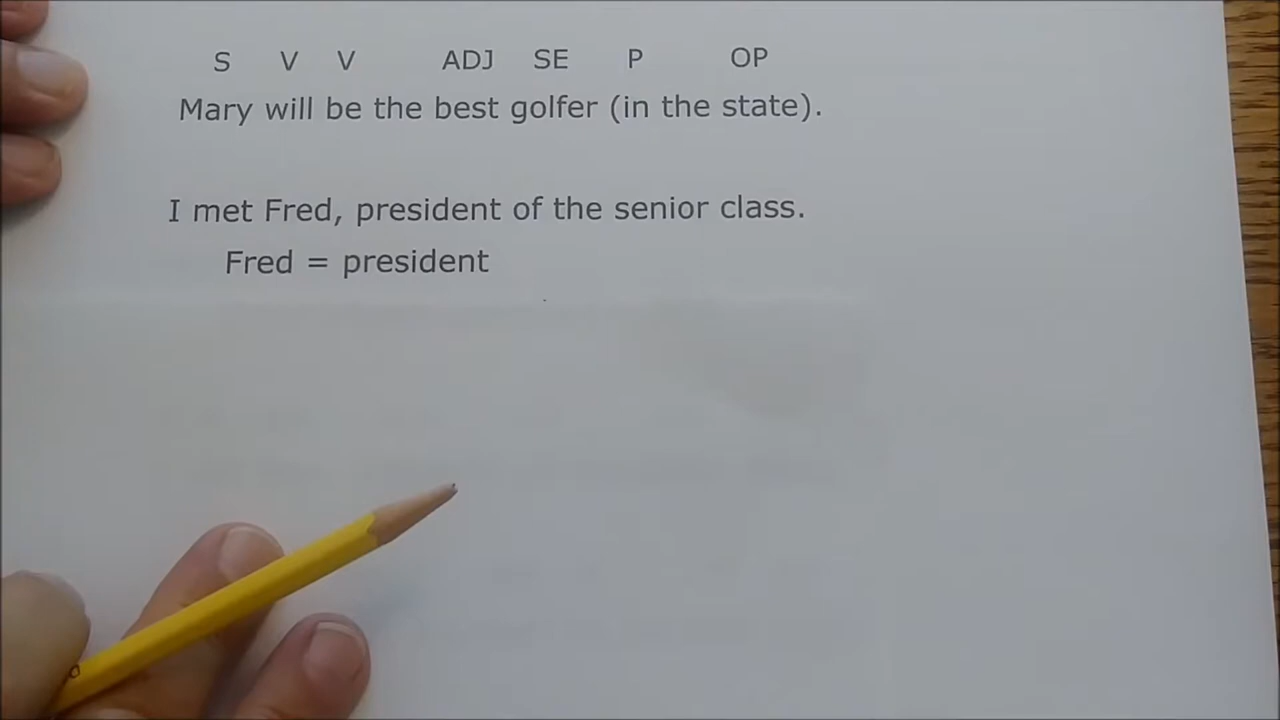 S V V ADJ SE P OP
Mary will be the best golfer (in the state).
I met Fred, president of the senior class.
Fred = president